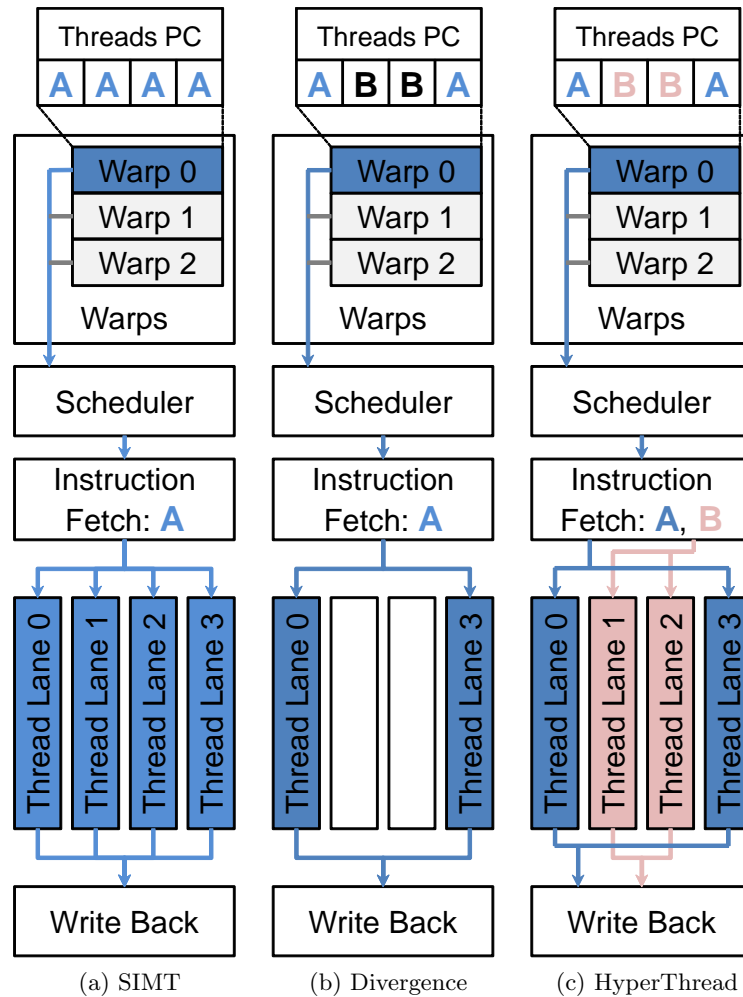 Threads PC
A A A A
Warp 0
Warp 1
Warp 2
Warps
Scheduler
Instruction
Fetch: A
Thread Lane 0
Thread Lane 1
Thread Lane 2
Thread Lane 3
Write Back
(a) SIMT
Threads PC
A B B A
Warp 0
Warp 1
Warp 2
Warps
Scheduler
Instruction
Fetch: A
Thread Lane 0
Thread Lane 3
Write Back
(b) Divergence
Threads PC
A B B A
Warp 0
Warp 1
Warp 2
Warps
Scheduler
Instruction
Fetch: A, B
Thread Lane 0
Thread Lane 1
Thread Lane 2
Thread Lane 3
Write Back
(c) HyperThread